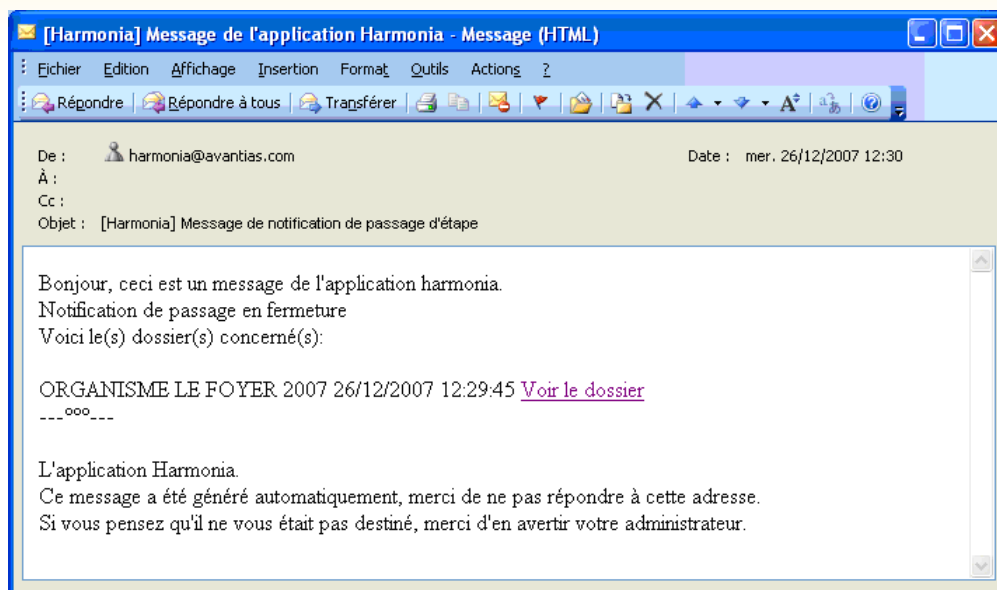 [Harmonia] Message de l'application Harmonia - Message (HTML)
Fichier Edition Affichage Insertion Format Outils Actions ?
Répondre Répondre à tous Transférer
De : harmonia@avantias.com Date : mer. 26/12/2007 12:30
À :
Cc :
Objet : [Harmonia] Message de notification de passage d'étape
Bonjour, ceci est un message de l'application harmonia.
Notification de passage en fermeture
Voici le(s) dossier(s) concerné(s):
ORGANISME LE FOYER 2007 26/12/2007 12:29:45 Voir le dossier
---°°°---
L'application Harmonia.
Ce message a été généré automatiquement, merci de ne pas répondre à cette adresse.
Si vous pensez qu'il ne vous était pas destiné, merci d'en avertir votre administrateur.